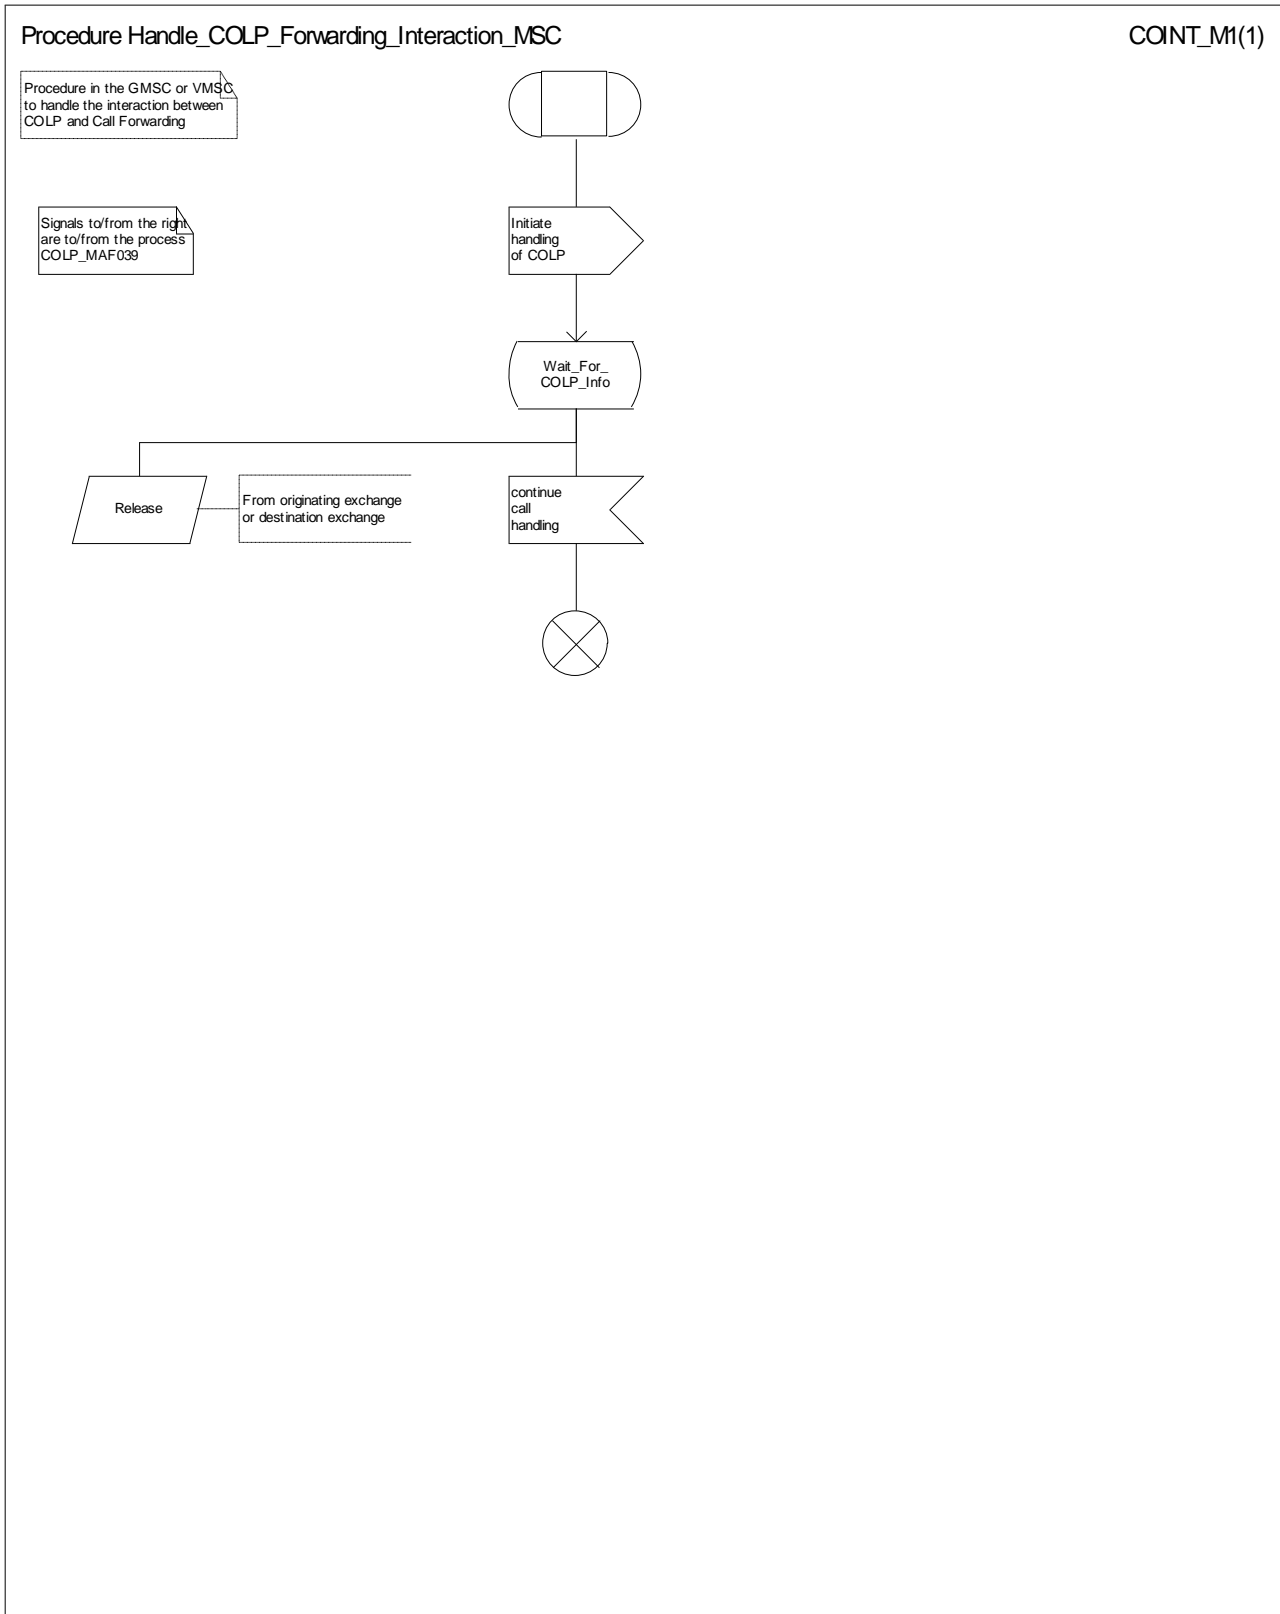 Procedure Handle_COLP_Forwarding_Interaction_MSC
COINT_M1(1)
Procedure in the GMSC or VMSC
to handle the interaction between
COLP and Call Forwarding
Signals to/from the right
are to/from the process
COLP_MAF039
Initiate
handling
of COLP
Wait_For_
COLP_Info
Release
From originating exchange
or destination exchange
continue
call
handling